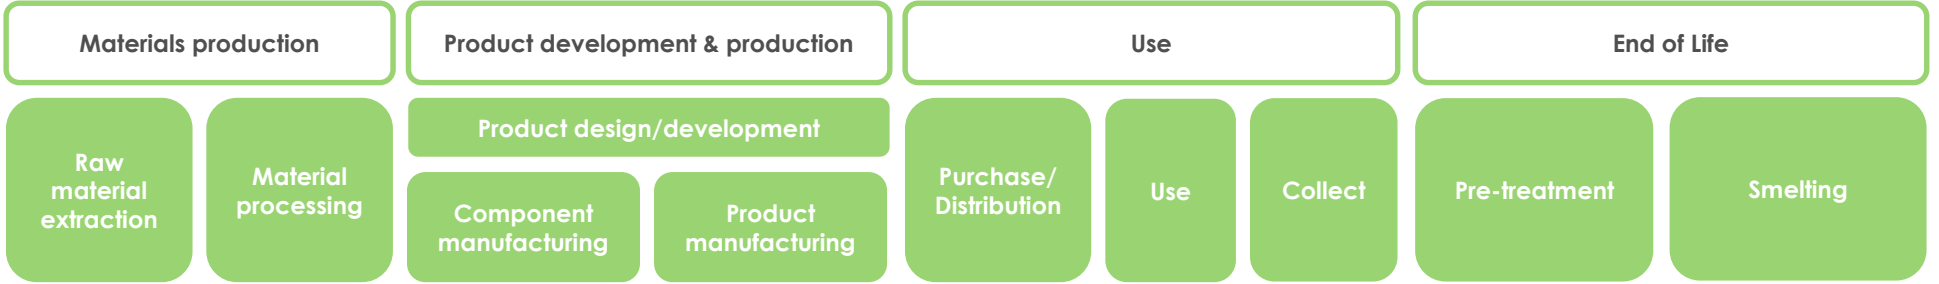 Materials production
Product development & production
Use
End of Life
Raw
material
extraction
Material
processing
Product design/development
Component
manufacturing
Product
manufacturing
Purchase/
Distribution
Use
Collect
Pre-treatment
Smelting